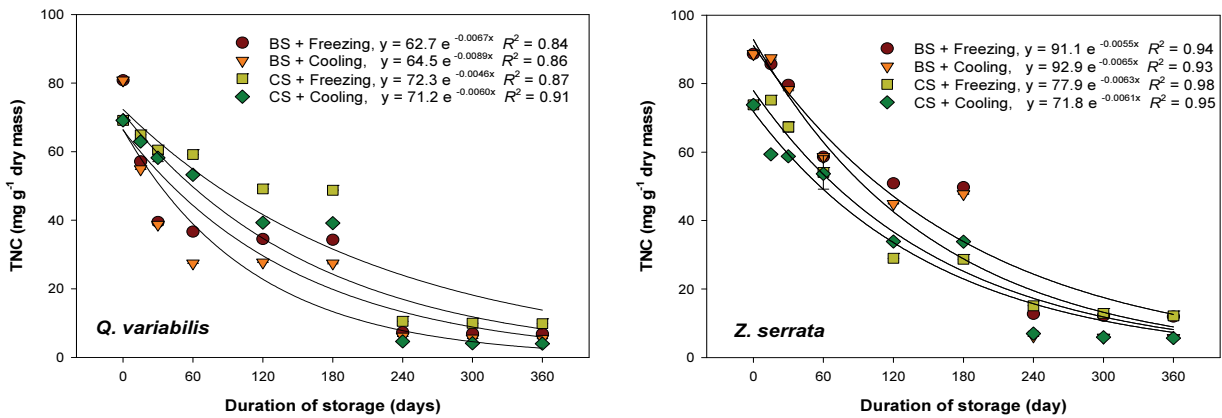 BS + Freezing, y = 62.7 e -0.0067x R2 = 0.84
BS + Cooling, y = 64.5 e -0.0089x R2 = 0.86
CS + Freezing, y = 72.3 e -0.0046x R2 = 0.87
CS + Cooling, y = 71.2 e -0.0060x R2 = 0.91
TNC (mg g-1 dry mass)
100
80
60
40
20
0
Q. variabilis
0 60 120 180 240 300 360
Duration of storage (days)
BS + Freezing, y = 91.1 e -0.0055x R2 = 0.94
BS + Cooling, y = 92.9 e -0.0065x R2 = 0.93
CS + Freezing, y = 77.9 e -0.0063x R2 = 0.98
CS + Cooling, y = 71.8 e -0.0061x R2 = 0.95
TNC (mg g-1 dry mass)
100
80
60
40
20
0
Z. serrata
0 60 120 180 240 300 360
Duration of storage (days)